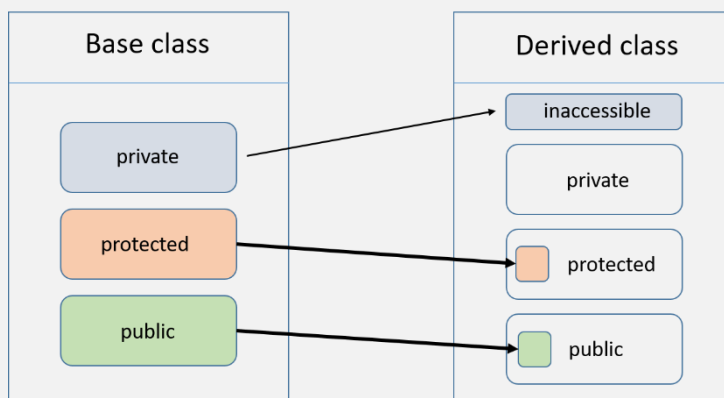 Base class
private
protected
public
Derived class
inaccessible
private
protected
public